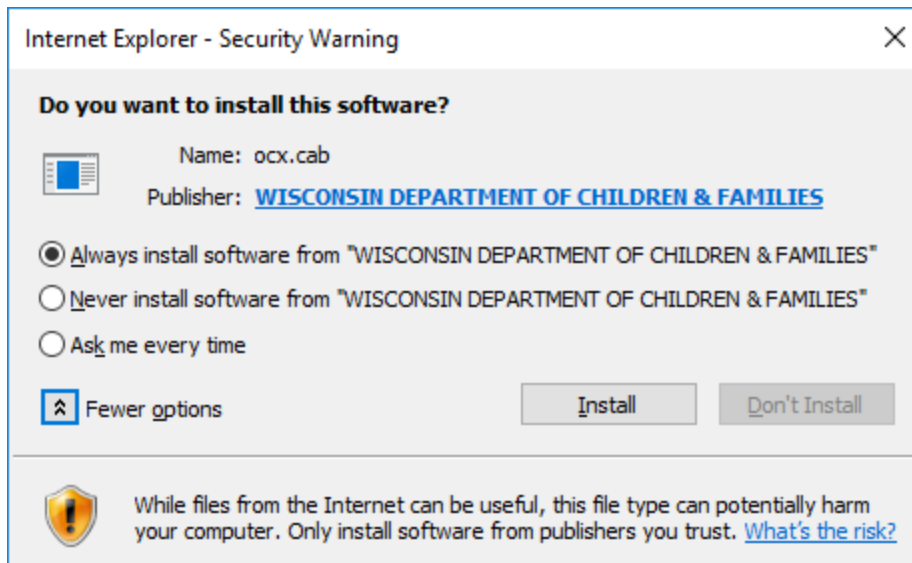 Internet Explorer - Security Warning
Do you want to install this software?
Name: ocx.cab
Publisher: WISCONSIN DEPARTMENT OF CHILDREN & FAMILIES
Always install software from "WISCONSIN DEPARTMENT OF CHILDREN & FAMILIES"
Never install software from "WISCONSIN DEPARTMENT OF CHILDREN & FAMILIES"
Ask me every time
Fewer options
Install
Don't Install
While files from the Internet can be useful, this file type can potentially harm
your computer. Only install software from publishers you trust. What's the risk?